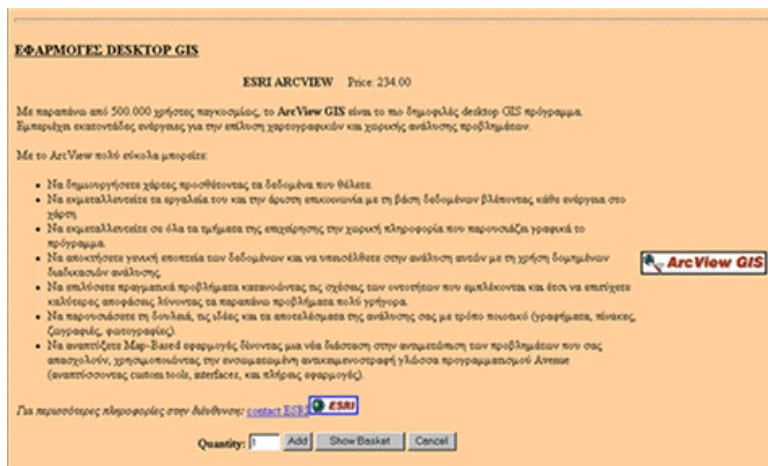 ΕΦΑΡΜΟΓΕΣ DESKTOP GIS
ESRI ARCVIEW Price: 234.00
Με παραπάνω από 500.000 χρήστες παγκοσμίως, το ArcView GIS είναι το πιο δημοφιλές desktop GIS πρόγραμμα.
Εμπεριέχει εκατοντάδες ενέργειες για την επίλυση χαρτογραφικών και χωρικής ανάλυσης προβλημάτων.
Με το ArcView πολύ εύκολα μπορείτε:
• Να δημιουργήσετε χάρτες προσθέτοντας τα δεδομένα που θέλετε.
• Να εκμεταλλευτείτε τα εργαλεία του και την άριστη επικοινωνία με τη βάση δεδομένων βλέποντας κάθε ενέργεια στο
χάρτη.
• Να εκμεταλλευτείτε σε όλα τα τμήματα της επιχείρησης την χωρική πληροφορία που παρουσιάζει γραφικά το
πρόγραμμα.
• Να αποκτήσετε γενική εποπτεία των δεδομένων και να υπεισέλθετε στην ανάλυση αυτών με τη χρήση δομημένων
διαδικασιών ανάλυσης.
ArcView GIS
• Να επιλύσετε πραγματικά προβλήματα κατανοώντας τις σχέσεις των οντοτήτων που εμπλέκονται και έτσι να επιτύχετε
καλύτερες αποφάσεις λύνοντας τα παραπάνω προβλήματα πολύ γρήγορα.
• Να παρουσιάσετε τη δουλειά, τις ιδέες και τα αποτελέσματα της ανάλυσης σας με τρόπο ποιοτικό (γραφήματα, πίνακες,
ζωγραφιές, φωτογραφίες).
• Να αναπτύξετε Map-Based εφαρμογές δίνοντας μια νέα διάσταση στην αντιμετώπιση των προβλημάτων που σας
απασχολούν, χρησιμοποιώντας την ενσωματωμένη αντικειμενοστραφή γλώσσα προγραμματισμού Avenue
(αναπτύσσοντας custom tools, interfaces, και πλήρεις εφαρμογές).
Για περισσότερες πληροφορίες στην διέυθυνση: contact ESRI ESRI
Quantity: 1 Add Show Basket Cancel